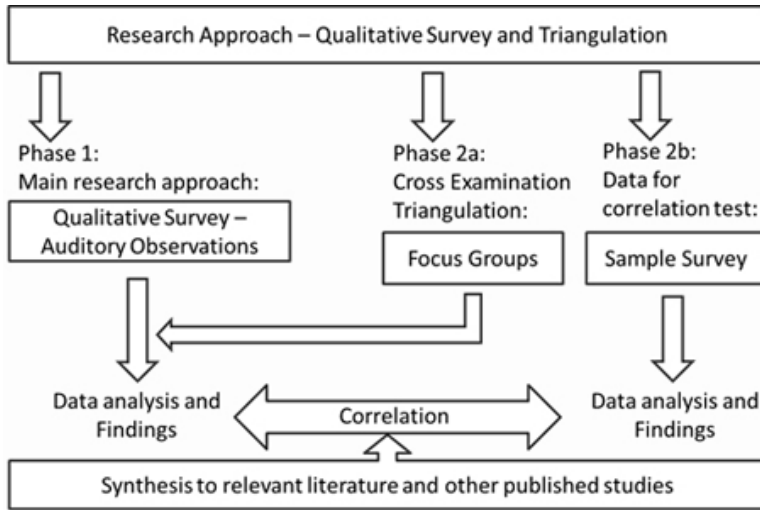 Research Approach – Qualitative Survey and Triangulation
Phase 1:
Main research approach:
Qualitative Survey –
Auditory Observations
Phase 2a:
Cross Examination
Triangulation:
Focus Groups
Phase 2b:
Data for
correlation test:
Sample Survey
Data analysis and
Findings
Correlation
Data analysis and
Findings
Synthesis to relevant literature and other published studies